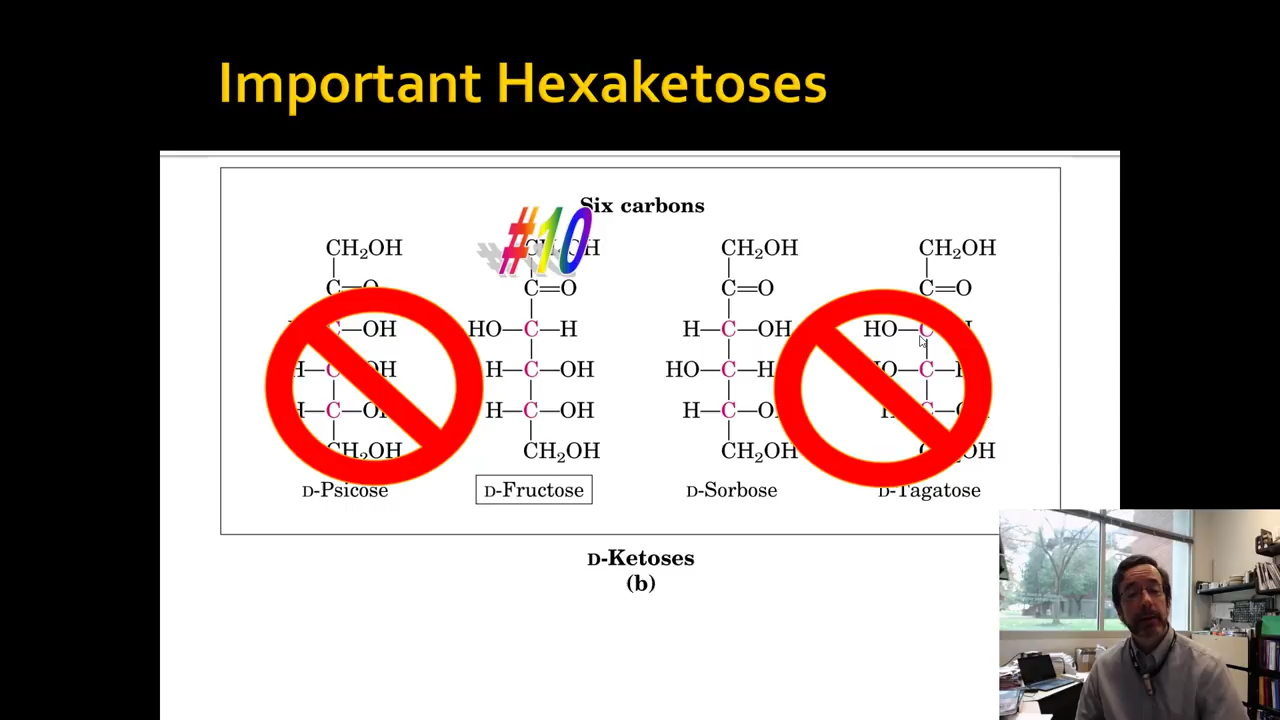 Important Hexaketoses
Six carbons
#10
CH₂OH CH₂OH CH₂OH
C=O C=O C=O C=O
C—OH HO—C—H H—C—OH HO—C
H—C H—C—OH HO—C—H C
H—C H—C—OH H—C C
CH₂OH CH₂OH CH₂OH
D-Psicose D-Fructose D-Sorbose D-Tagatose
D-Ketoses
(b)